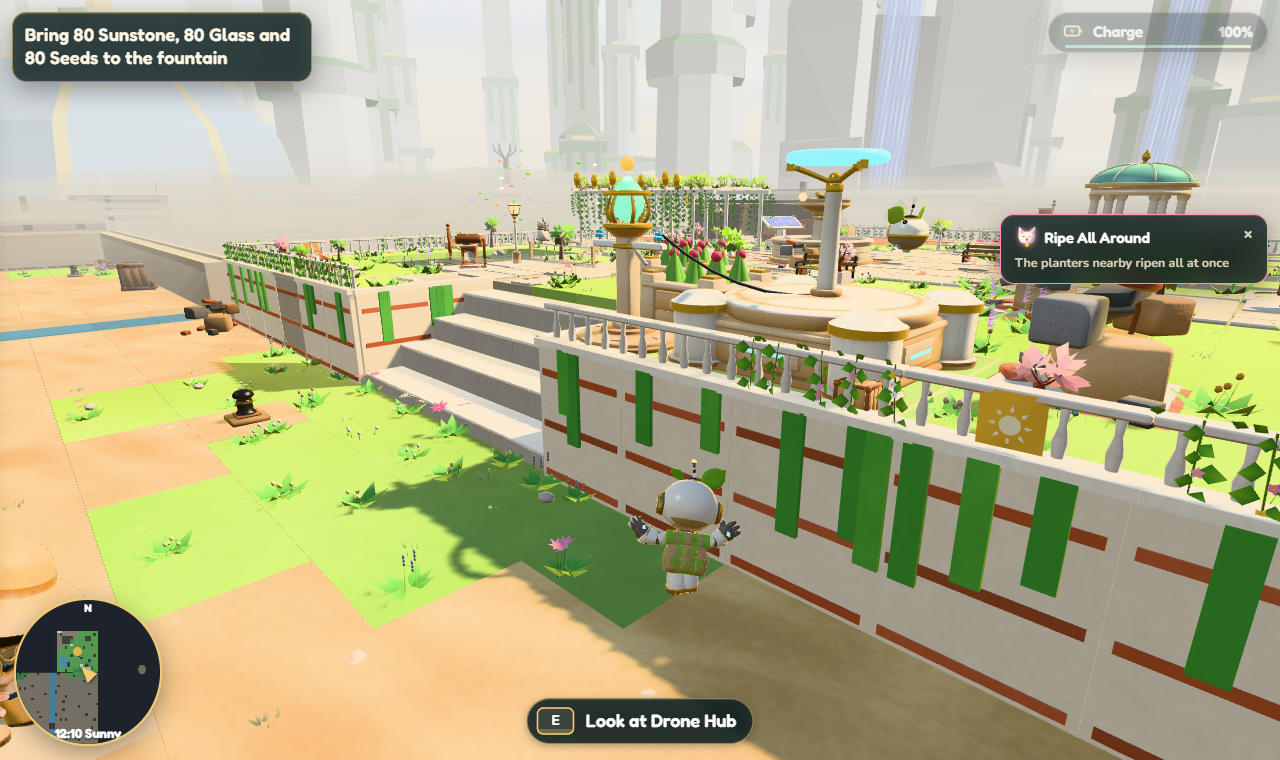 Bring 80 Sunstone, 80 Glass and
80 Seeds to the fountain
Charge 100%
Ripe All Around ×
The planters nearby ripen all at once
N
12:10 Sunny
E Look at Drone Hub